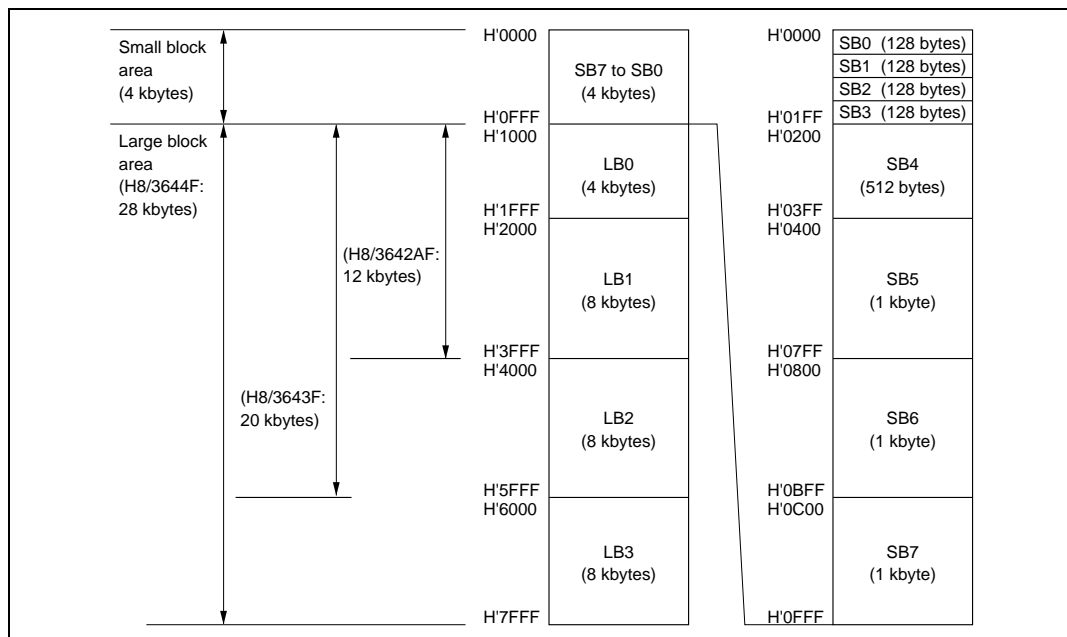 Small block
area
(4 kbytes)
Large block
area
(H8/3644F:
28 kbytes)
(H8/3642AF:
12 kbytes)
(H8/3643F:
20 kbytes)
H'0000
SB7 to SB0
(4 kbytes)
H'0FFF
H'1000
LB0
(4 kbytes)
H'1FFF
H'2000
LB1
(8 kbytes)
H'3FFF
H'4000
LB2
(8 kbytes)
H'5FFF
H'6000
LB3
(8 kbytes)
H'7FFF
H'0000
SB0 (128 bytes)
SB1 (128 bytes)
SB2 (128 bytes)
SB3 (128 bytes)
H'01FF
H'0200
SB4
(512 bytes)
H'03FF
H'0400
SB5
(1 kbyte)
H'07FF
H'0800
SB6
(1 kbyte)
H'0BFF
H'0C00
SB7
(1 kbyte)
H'0FFF